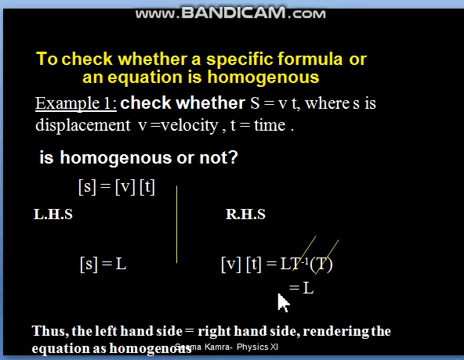 www.BANDICAM.com
To check whether a specific formula or
an equation is homogenous
Example 1: check whether S = v t, where s is
displacement v =velocity , t = time .
is homogenous or not?
[s] = [v] [t]
L.H.S R.H.S
[s] = L [v] [t] = LT⁻¹(T)
= L
Thus, the left hand side = right hand side, rendering the
equation as homogenous
Seema Kamra- Physics XI